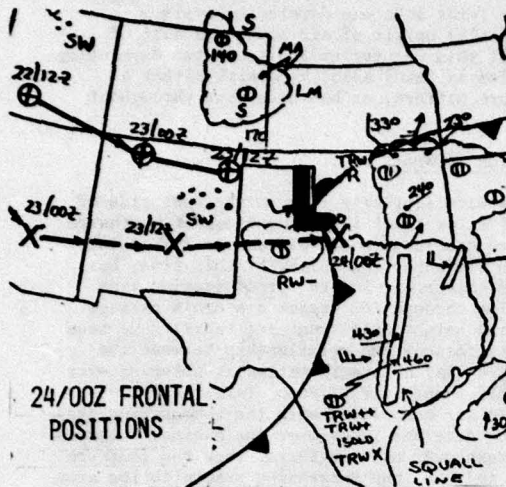 S
140
SW
MA
S
LM
22/12Z
170
23/00Z
23/12Z
330
230
TRW
R
240
SW
23/00Z
23/12Z
24/00Z
RW-
430
460
24/00Z FRONTAL
POSITIONS
TRW++
TRW+
ISOLD
TRWX
SQUALL
LINE